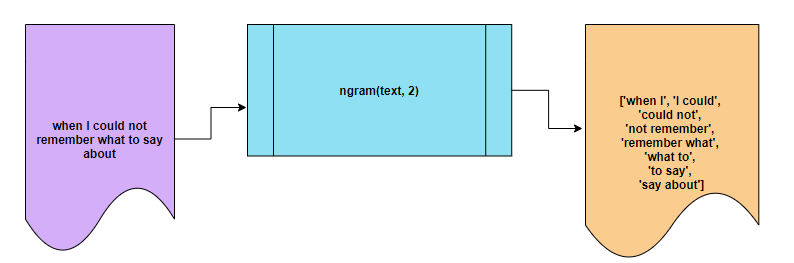 when I could not
remember what to say
about
ngram(text, 2)
['when I', 'I could',
'could not',
'not remember',
'remember what',
'what to',
'to say',
'say about']